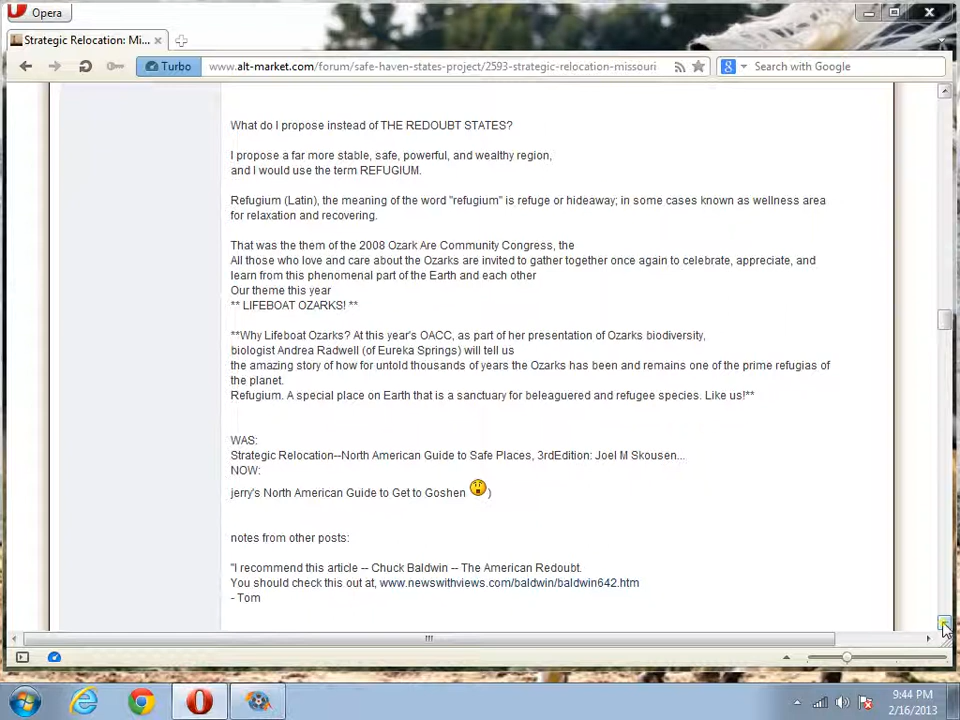 Opera
Strategic Relocation: Mi...
Turbo
www.alt-market.com/forum/safe-haven-states-project/2593-strategic-relocation-missouri
Search with Google
What do I propose instead of THE REDOUBT STATES?
I propose a far more stable, safe, powerful, and wealthy region,
and I would use the term REFUGIUM.
Refugium (Latin), the meaning of the word "refugium" is refuge or hideaway; in some cases known as wellness area
for relaxation and recovering.
That was the them of the 2008 Ozark Are Community Congress, the
All those who love and care about the Ozarks are invited to gather together once again to celebrate, appreciate, and
learn from this phenomenal part of the Earth and each other
Our theme this year
** LIFEBOAT OZARKS! **
**Why Lifeboat Ozarks? At this year's OACC, as part of her presentation of Ozarks biodiversity,
biologist Andrea Radwell (of Eureka Springs) will tell us
the amazing story of how for untold thousands of years the Ozarks has been and remains one of the prime refugias of
the planet.
Refugium. A special place on Earth that is a sanctuary for beleaguered and refugee species. Like us!**
WAS:
Strategic Relocation--North American Guide to Safe Places, 3rdEdition: Joel M Skousen...
NOW:
jerry's North American Guide to Get to Goshen )
notes from other posts:
"I recommend this article -- Chuck Baldwin -- The American Redoubt.
You should check this out at, www.newswithviews.com/baldwin/baldwin642.htm
- Tom
9:44 PM
2/16/2013